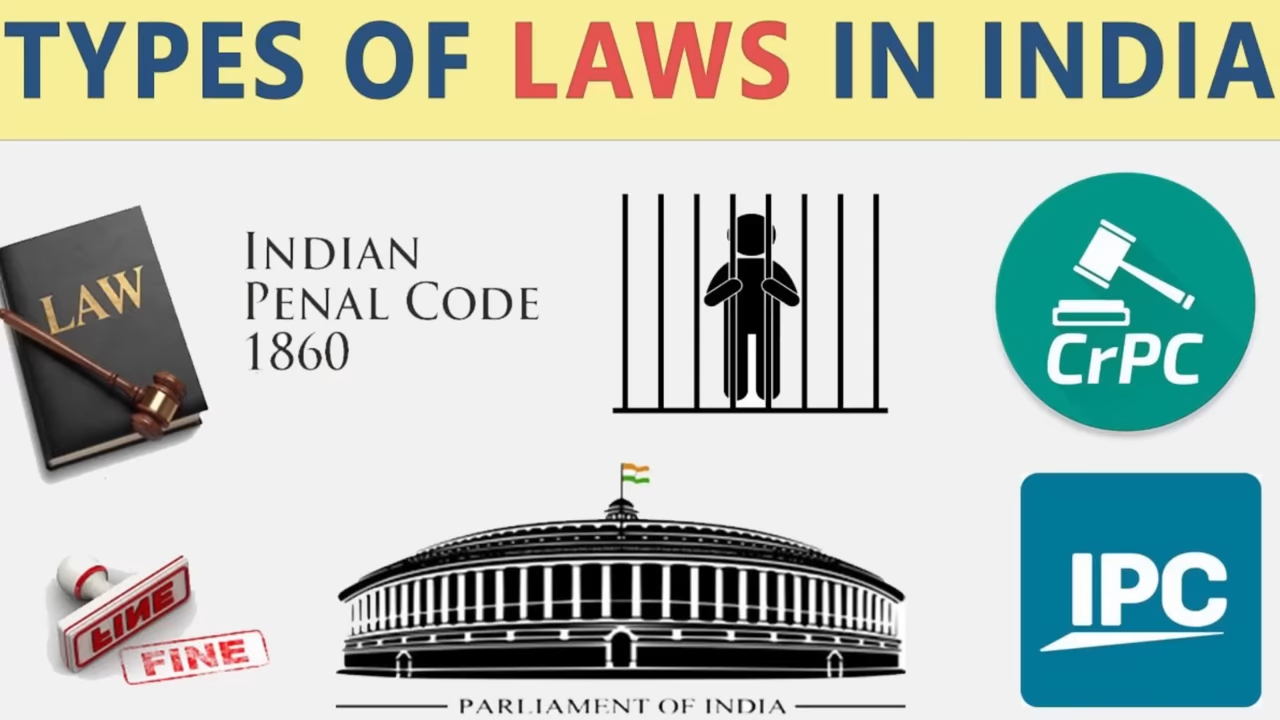 TYPES OF LAWS IN INDIA
LAW
INDIAN
PENAL CODE
1860
CrPC
FINE
FINE
IPC
PARLIAMENT OF INDIA